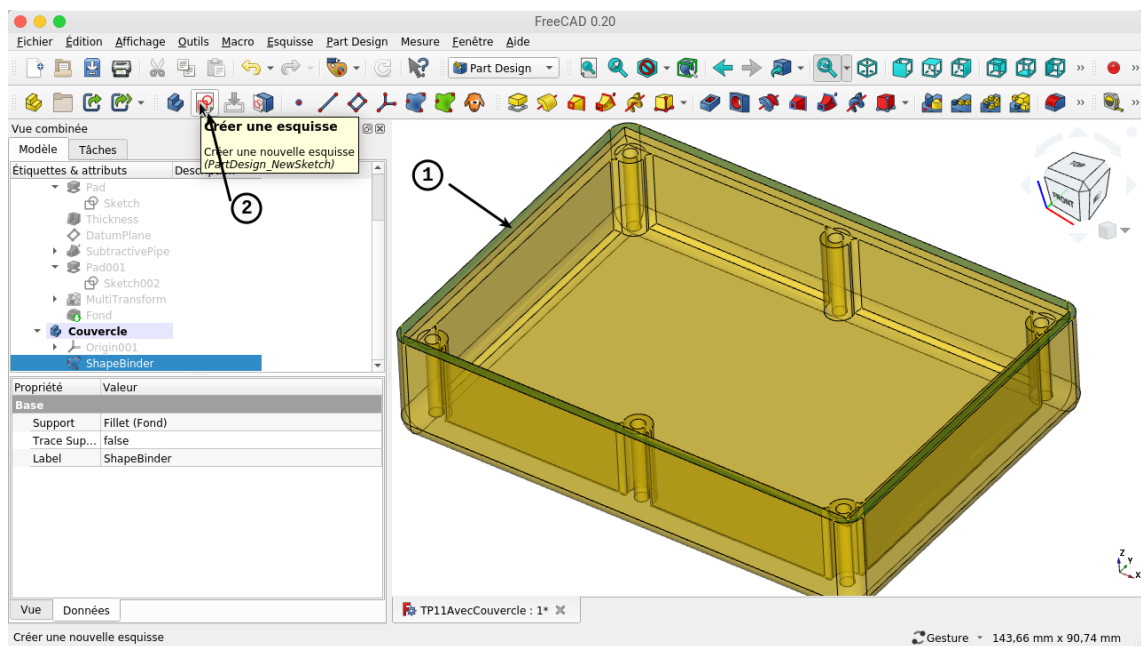 FreeCAD 0.20
Fichier Édition Affichage Outils Macro Esquisse Part Design Mesure Fenêtre Aide
Part Design
»
»
»
»
Vue combinée
Modèle Tâches
Étiquettes & attributs
Créer une esquisse
Créer une nouvelle esquisse
(PartDesign_NewSketch)
Pad
Sketch
Thickness
DatumPlane
SubtractivePipe
Pad001
Sketch002
MultiTransform
Fond
Couvercle
Origin001
ShapeBinder
1
2
TOP
FRONT
Propriété Valeur
Base
Support Fillet (Fond)
Trace Sup... false
Label ShapeBinder
Z
Y
X
Vue Données
TP11AvecCouvercle : 1*
Créer une nouvelle esquisse
Gesture 143,66 mm x 90,74 mm